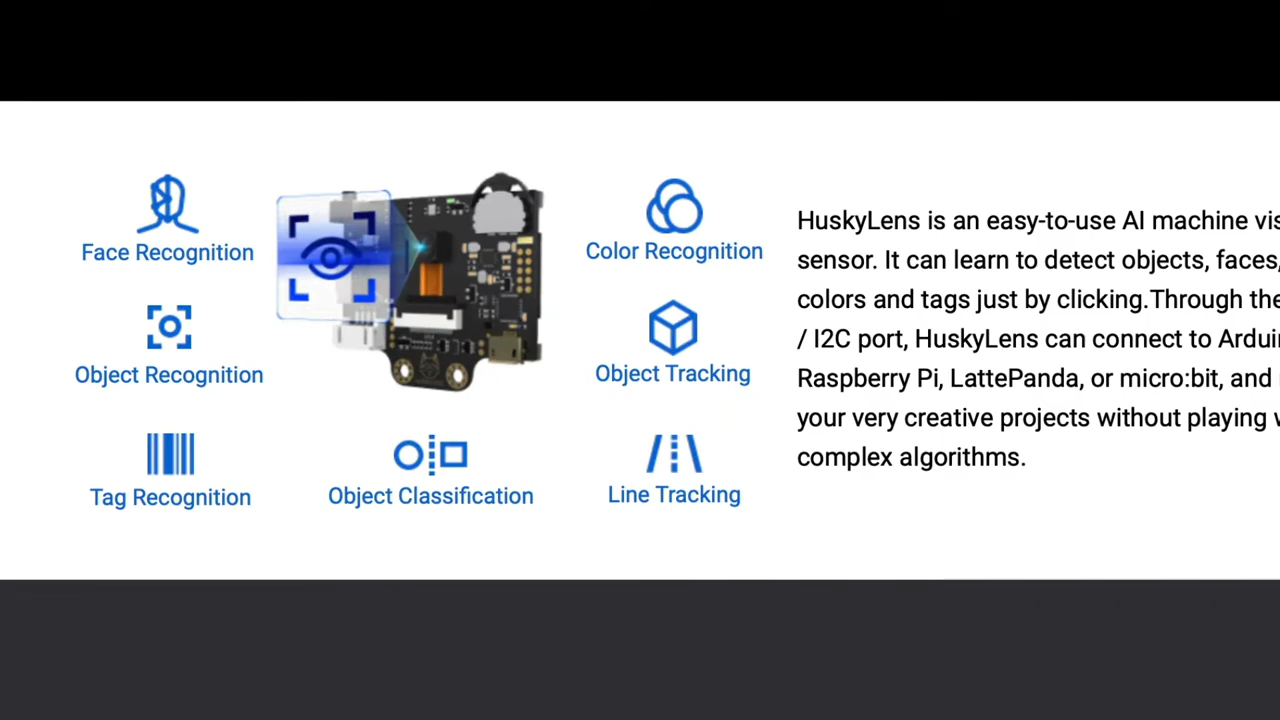 Face Recognition
Object Recognition
Tag Recognition
Object Classification
Color Recognition
Object Tracking
Line Tracking
HuskyLens is an easy-to-use AI machine
sensor. It can learn to detect objects, faces,
colors and tags just by clicking.Through the
/ I2C port, HuskyLens can connect to
Raspberry Pi, LattePanda, or micro:bit, and
your very creative projects without playing
complex algorithms.